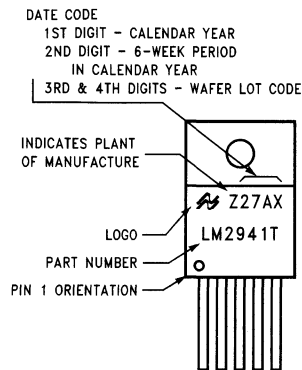 DATE CODE
1ST DIGIT - CALENDAR YEAR
2ND DIGIT - 6-WEEK PERIOD
IN CALENDAR YEAR
3RD & 4TH DIGITS - WAFER LOT CODE
INDICATES PLANT
OF MANUFACTURE
Z27AX
LOGO
LM2941T
PART NUMBER
PIN 1 ORIENTATION